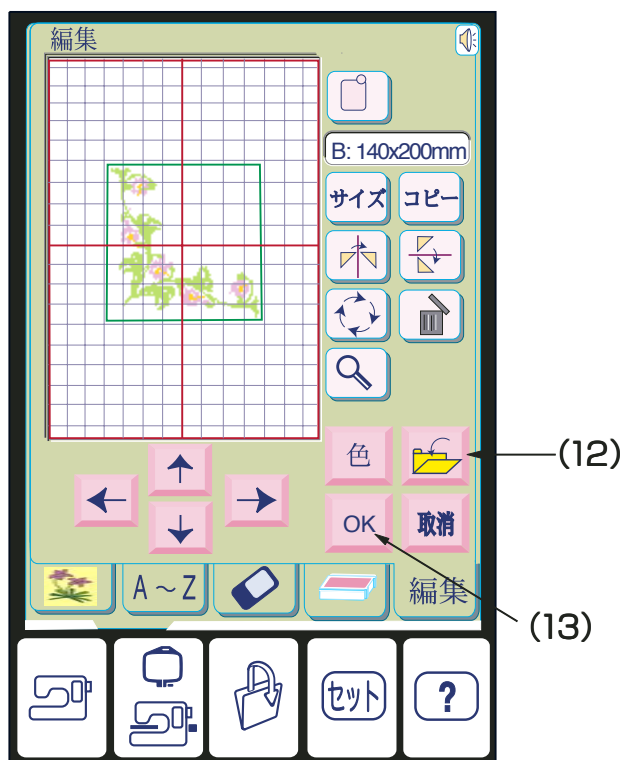 編集
B: 140x200mm
サイズ コピー
色
(12)
OK 取消
A～Z 編集
(13)
セット ?